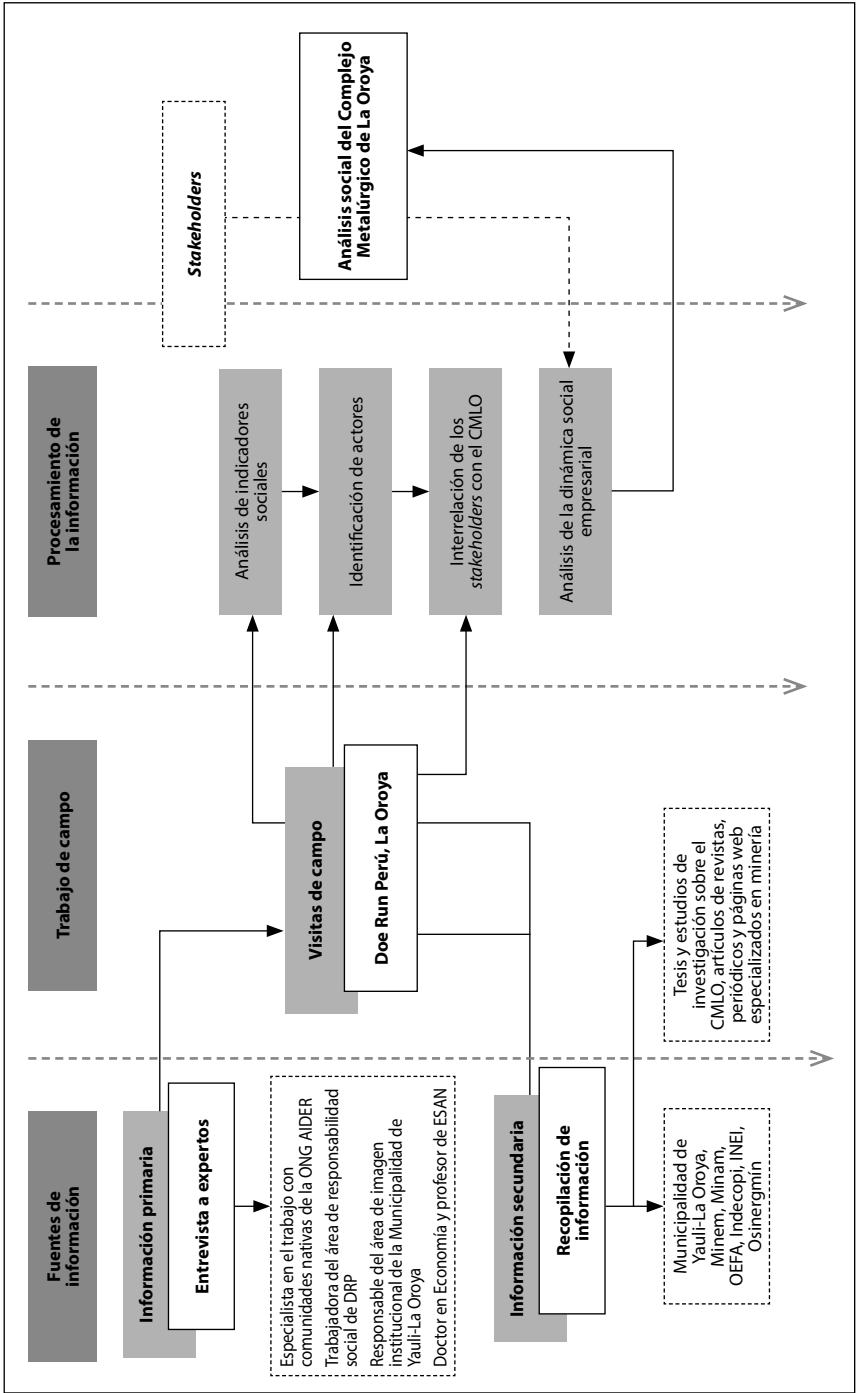 Fuentes de
información
Información primaria
Entrevista a expertos
Especialista en el trabajo con
comunidades nativas de la ONG AIDER
Trabajadora del área de responsabilidad
social de DRP
Responsable del área de imagen
institucional de la Municipalidad de
Yauli-La Oroya
Doctor en Economía y profesor de ESAN
Información secundaria
Recopilación de
información
Municipalidad de
Yauli-La Oroya,
Minem, Minam,
OEFA, Indecopi, INEI,
Osinergmin
Tesis y estudios de
investigación sobre el
CMLO, artículos de revistas,
periódicos y páginas web
especializados en minería
Trabajo de campo
Visitas de campo
Doe Run Perú, La Oroya
Procesamiento de
la información
Análisis de indicadores
sociales
Identificación de actores
Interrelación de los
stakeholders con el CMLO
Análisis de la dinámica social
empresarial
Stakeholders
Análisis social del Complejo
Metalúrgico de La Oroya